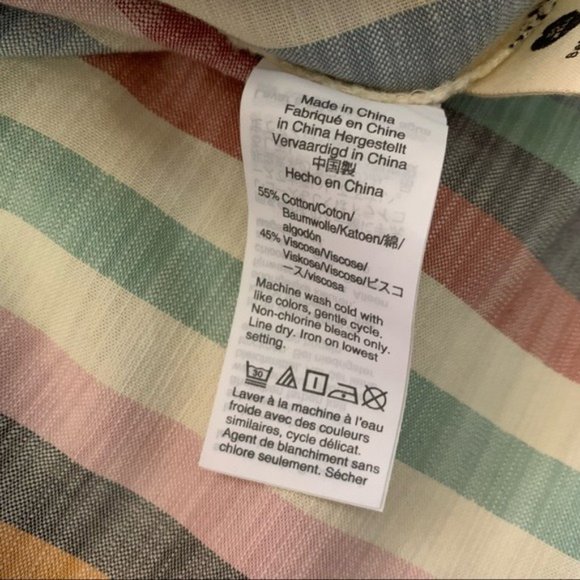 Made in China
Fabriqué en Chine
in China Hergestellt
Vervaardigd in China
中国製
Hecho en China
55% Cotton/Coton/
Baumwolle/Katoen/綿/
algodón
45% Viscose/Viscose/
Viskose/Viscose/ビスコ
ース/viscosa
Machine wash cold with
like colors, gentle cycle.
Non-chlorine bleach only.
Line dry. Iron on lowest
setting.
30
Laver à la machine à l'eau
froide avec des couleurs
similaires, cycle délicat.
Agent de blanchiment sans
chlore seulement. Sécher